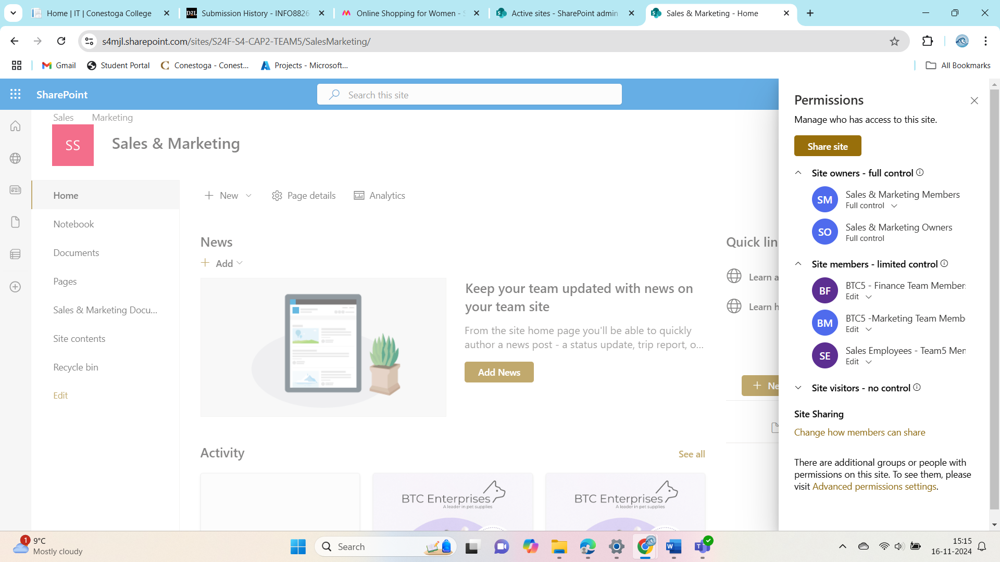 Home | IT | Conestoga College
Submission History - INFO8826
Online Shopping for Women - S
Active sites - SharePoint admin
Sales & Marketing - Home
s4mjl.sharepoint.com/sites/S24F-S4-CAP2-TEAM5/SalesMarketing/
Gmail
Student Portal
Conestoga - Conest...
Projects - Microsoft...
All Bookmarks
SharePoint
Search this site
Sales
Marketing
SS
Sales & Marketing
Home
Notebook
Documents
Pages
Sales & Marketing Docu...
Site contents
Recycle bin
Edit
New
Page details
Analytics
News
Add
Keep your team updated with news on
your team site
From the site home page you'll be able to quickly
author a news post - a status update, trip report, o...
Add News
Quick lin
Learn a
Learn h
Ne
Activity
See all
BTC Enterprises
A leader in pet supplies
BTC Enterprises
A leader in pet supplies
Permissions
Manage who has access to this site.
Share site
Site owners - full control
SM
Sales & Marketing Members
Full control
SO
Sales & Marketing Owners
Full control
Site members - limited control
BF
BTC5 - Finance Team Member
Edit
BM
BTC5 -Marketing Team Memb
Edit
SE
Sales Employees - Team5 Mem
Edit
Site visitors - no control
Site Sharing
Change how members can share
There are additional groups or people with
permissions on this site. To see them, please
visit Advanced permissions settings.
1
9°C
Mostly cloudy
Search
15:15
16-11-2024